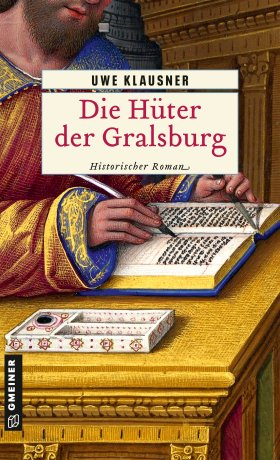 UWE KLAUSNER
Die Hüter
der Gralsburg
Historischer Roman
GMEINER